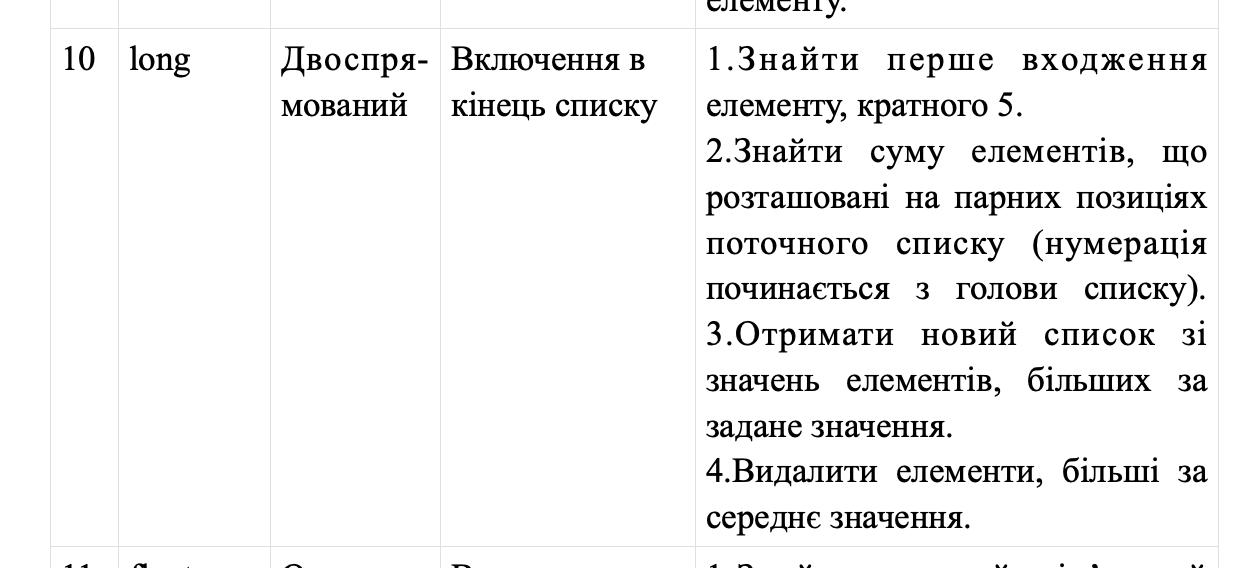 елементу.
10 long Двоспря- Включення в 1.Знайти перше входження
мований кінець списку елементу, кратного 5.
2.Знайти суму елементів, що
розташовані на парних позиціях
поточного списку (нумерація
починається з голови списку).
3.Отримати новий список зі
значень елементів, більших за
задане значення.
4.Видалити елементи, більші за
середнє значення.